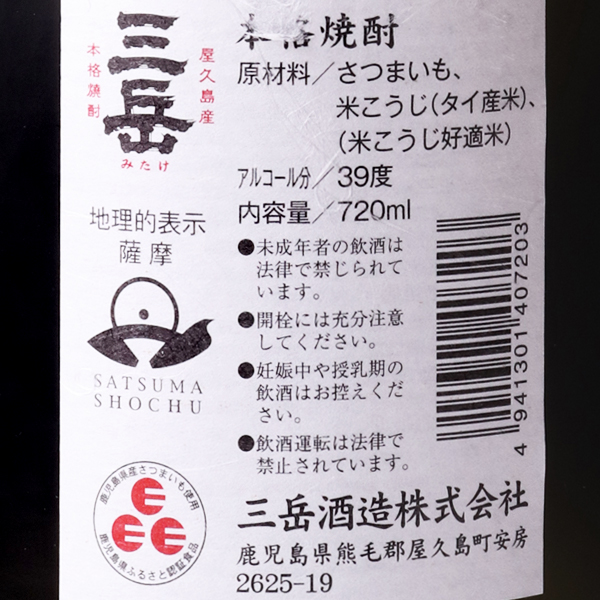 三岳
みたけ
本格焼酎
屋久島産
地理的表示
薩摩
SATSUMA
SHOCHU
鹿児島県産さつまいも使用
鹿児島県ふるさと認証食品
本格焼酎
原材料／さつまいも、
米こうじ(タイ産米)、
(米こうじ好適米)
アルコール分／39度
内容量／720ml
●未成年者の飲酒は
法律で禁じられて
います。
●開栓には充分注意
してください。
●妊娠中や授乳期の
飲酒はお控えくだ
さい。
●飲酒運転は法律で
禁止されています。
4 941301 407203
三岳酒造株式会社
鹿児島県熊毛郡屋久島町安房
2625-19